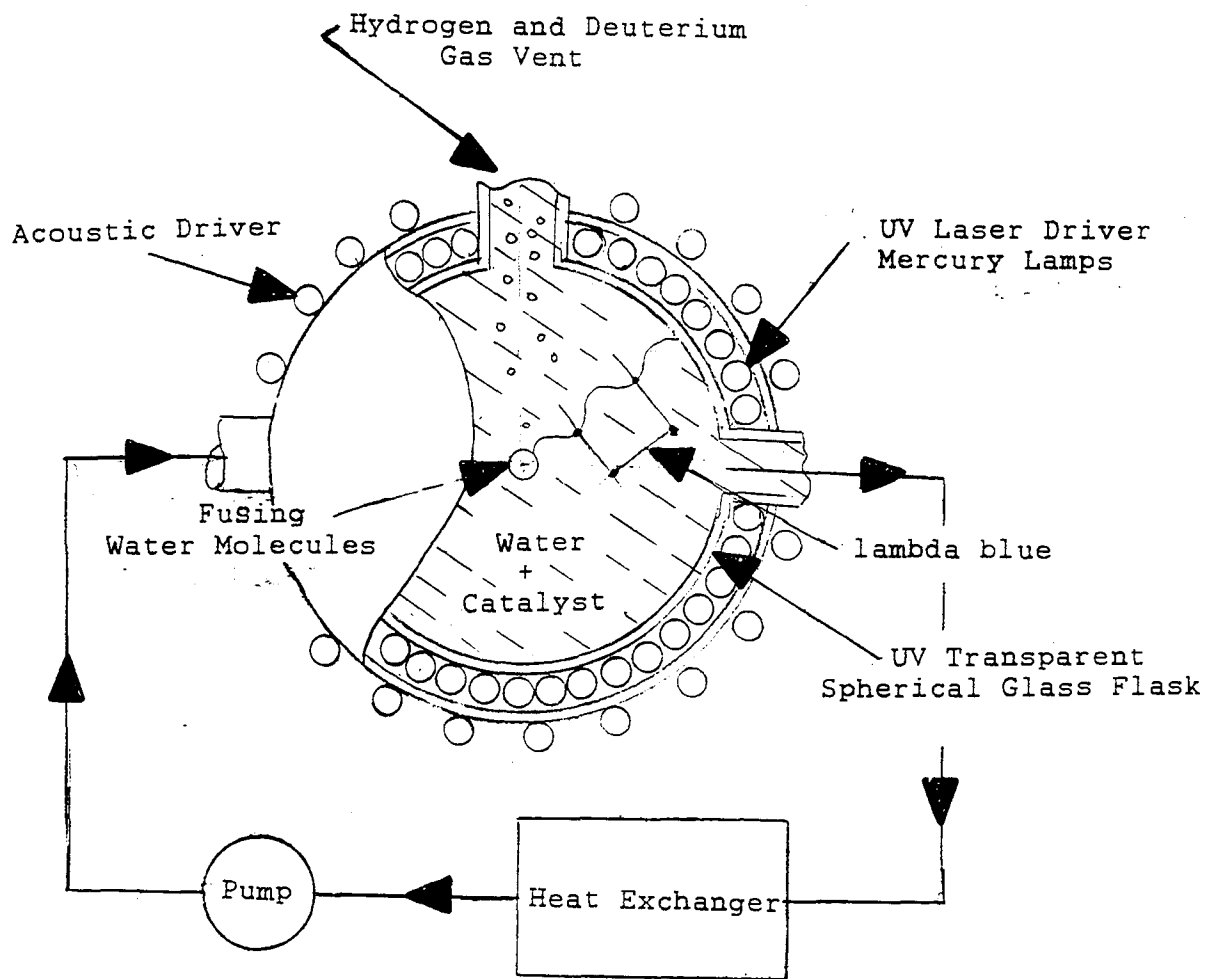 Hydrogen and Deuterium
Gas Vent
Acoustic Driver
UV Laser Driver
Mercury Lamps
Fusing
Water Molecules
Water
+
Catalyst
lambda blue
UV Transparent
Spherical Glass Flask
Pump
Heat Exchanger